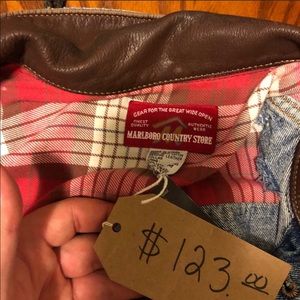 GEAR FOR THE GREAT WIDE OPEN
FINEST QUALITY
AUTHENTIC WEAR
MARLBORO COUNTRY STORE
$123.00